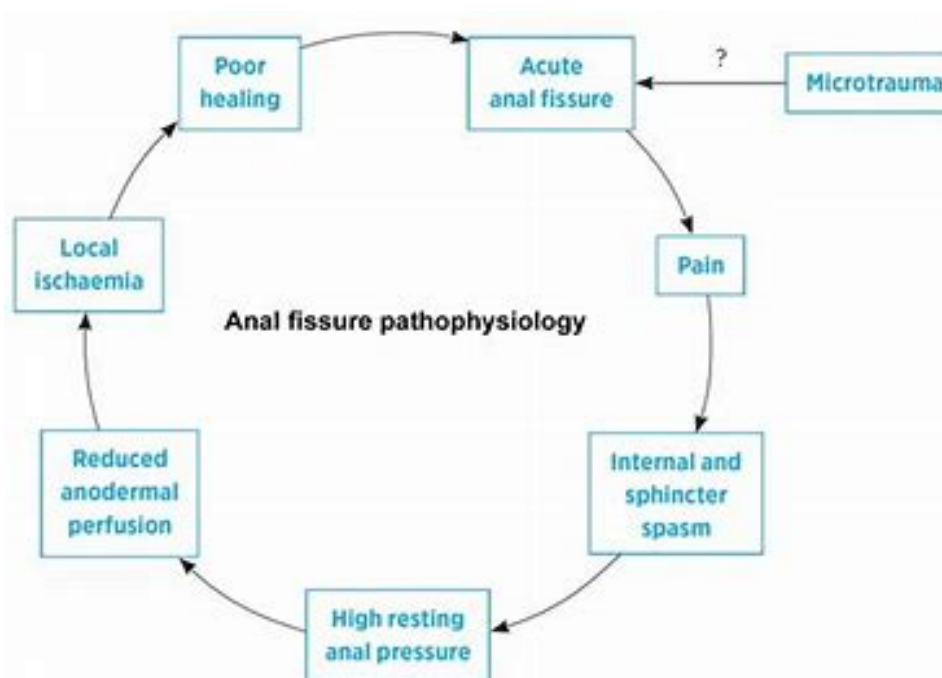 Poor
healing
Acute
anal fissure
?
Microtrauma
Local
ischaemia
Pain
Anal fissure pathophysiology
Reduced
anodermal
perfusion
Internal and
sphincter
spasm
High resting
anal pressure